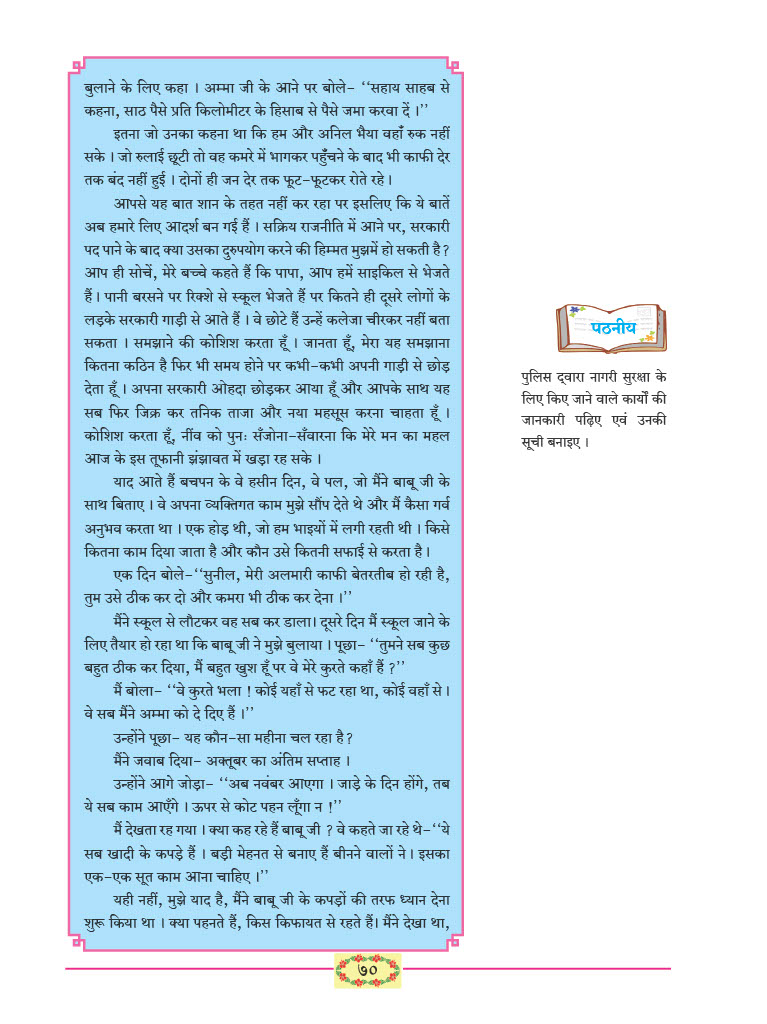 बुलाने के लिए कहा । अम्मा जी के आने पर बोले– ‘‘सहाय साहब से
कहना, साठ पैसे प्रति किलोमीटर के हिसाब से पैसे जमा करवा दें ।’’
इतना जो उनका कहना था कि हम और अनिल भैया वहाँ रुक नहीं
सके । जो रुलाई छूटी तो वह कमरे में भागकर पहुँचने के बाद भी काफी देर
तक बंद नहीं हुई । दोनों ही जन देर तक फूट-फूटकर रोते रहे ।
आपसे यह बात शान के तहत नहीं कर रहा पर इसलिए कि ये बातें
अब हमारे लिए आदर्श बन गई हैं । सक्रिय राजनीति में आने पर, सरकारी
पद पाने के बाद क्या उसका दुरुपयोग करने की हिम्मत मुझमें हो सकती है?
आप ही सोचें, मेरे बच्चे कहते हैं कि पापा, आप हमें साइकिल से भेजते
हैं । पानी बरसने पर रिक्शे से स्कूल भेजते हैं पर कितने ही दूसरे लोगों के
लड़के सरकारी गाड़ी से आते हैं । वे छोटे हैं उन्हें कलेजा चीरकर नहीं बता
सकता । समझाने की कोशिश करता हूँ । जानता हूँ, मेरा यह समझाना
कितना कठिन है फिर भी समय होने पर कभी-कभी अपनी गाड़ी से छोड़
देता हूँ । अपना सरकारी ओहदा छोड़कर आया हूँ और आपके साथ यह
सब फिर जिक्र कर तनिक ताजा और नया महसूस करना चाहता हूँ ।
कोशिश करता हूँ, नींव को पुनः सँजोना-सँवारना कि मेरे मन का महल
आज के इस तूफानी झंझावत में खड़ा रह सके ।
याद आते हैं बचपन के वे हसीन दिन, वे पल, जो मैंने बाबू जी के
साथ बिताए । वे अपना व्यक्तिगत काम मुझे सौंप देते थे और मैं कैसा गर्व
अनुभव करता था । एक होड़ थी, जो हम भाइयों में लगी रहती थी । किसे
कितना काम दिया जाता है और कौन उसे कितनी सफाई से करता है ।
एक दिन बोले–‘‘सुनील, मेरी अलमारी काफी बेतरतीब हो रही है,
तुम उसे ठीक कर दो और कमरा भी ठीक कर देना ।’’
मैंने स्कूल से लौटकर वह सब कर डाला। दूसरे दिन मैं स्कूल जाने के
लिए तैयार हो रहा था कि बाबू जी ने मुझे बुलाया । पूछा– ‘‘तुमने सब कुछ
बहुत ठीक कर दिया, मैं बहुत खुश हूँ पर वे मेरे कुरते कहाँ हैं ?’’
मैं बोला– ‘‘वे कुरते भला ! कोई यहाँ से फट रहा था, कोई वहाँ से ।
वे सब मैंने अम्मा को दे दिए हैं ।’’
उन्होंने पूछा– यह कौन-सा महीना चल रहा है?
मैंने जवाब दिया– अक्तूबर का अंतिम सप्ताह ।
उन्होंने आगे जोड़ा– ‘‘अब नवंबर आएगा । जाड़े के दिन होंगे, तब
ये सब काम आएँगे । ऊपर से कोट पहन लूँगा न !’’
मैं देखता रह गया । क्या कह रहे हैं बाबू जी ? वे कहते जा रहे थे–‘‘ये
सब खादी के कपड़े हैं । बड़ी मेहनत से बनाए हैं बीनने वालों ने । इसका
एक-एक सूत काम आना चाहिए ।’’
यही नहीं, मुझे याद है, मैंने बाबू जी के कपड़ों की तरफ ध्यान देना
शुरू किया था । क्या पहनते हैं, किस किफायत से रहते हैं। मैंने देखा था,
पठनीय
पुलिस द्वारा नागरी सुरक्षा के
लिए किए जाने वाले कार्यों की
जानकारी पढ़िए एवं उनकी
सूची बनाइए ।
७०